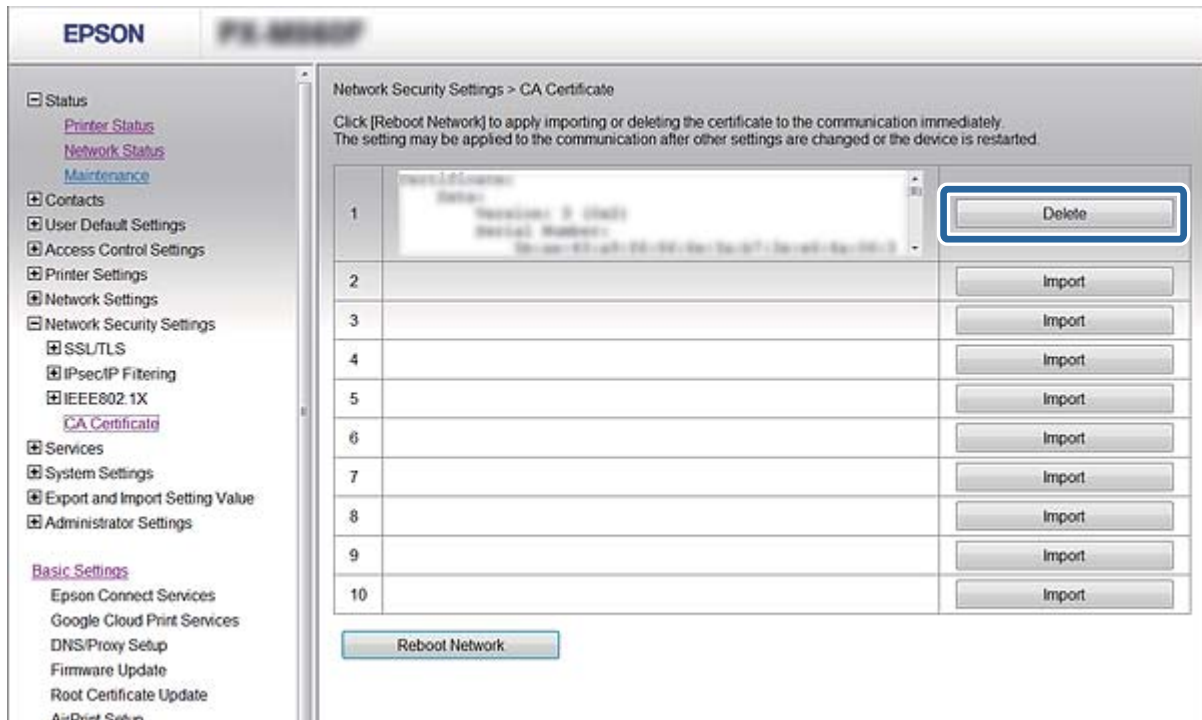 EPSON
Status
Printer Status
Network Status
Maintenance
Contacts
User Default Settings
Access Control Settings
Printer Settings
Network Settings
Network Security Settings
SSL/TLS
IPsec/IP Filtering
IEEE802.1X
CA Certificate
Services
System Settings
Export and Import Setting Value
Administrator Settings
Basic Settings
Epson Connect Services
Google Cloud Print Services
DNS/Proxy Setup
Firmware Update
Root Certificate Update
AirPrint Setup
Network Security Settings > CA Certificate
Click [Reboot Network] to apply importing or deleting the certificate to the communication immediately.
The setting may be applied to the communication after other settings are changed or the device is restarted.
1 Delete
2 Import
3 Import
4 Import
5 Import
6 Import
7 Import
8 Import
9 Import
10 Import
Reboot Network